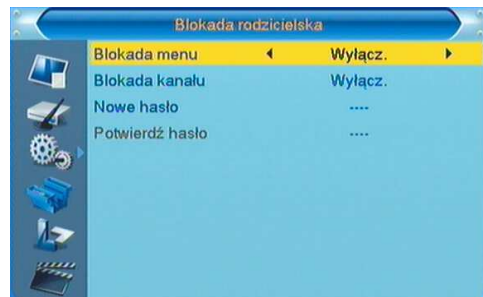 Blokada rodzicielska
Blokada menu Wyłącz.
Blokada kanału Wyłącz.
Nowe hasło ----
Potwierdź hasło ----